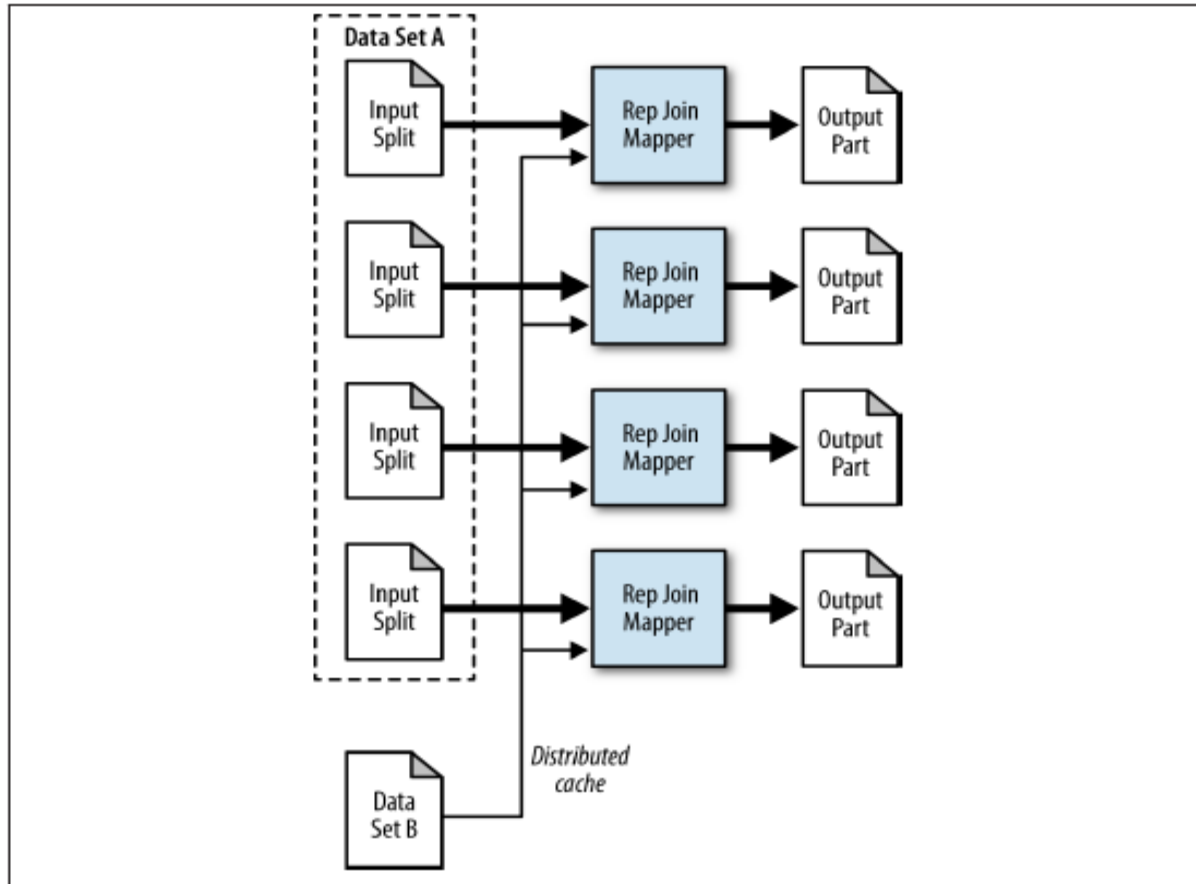 Data Set A
Input
Split
Rep Join
Mapper
Output
Part
Input
Split
Rep Join
Mapper
Output
Part
Input
Split
Rep Join
Mapper
Output
Part
Input
Split
Rep Join
Mapper
Output
Part
Distributed
cache
Data
Set B